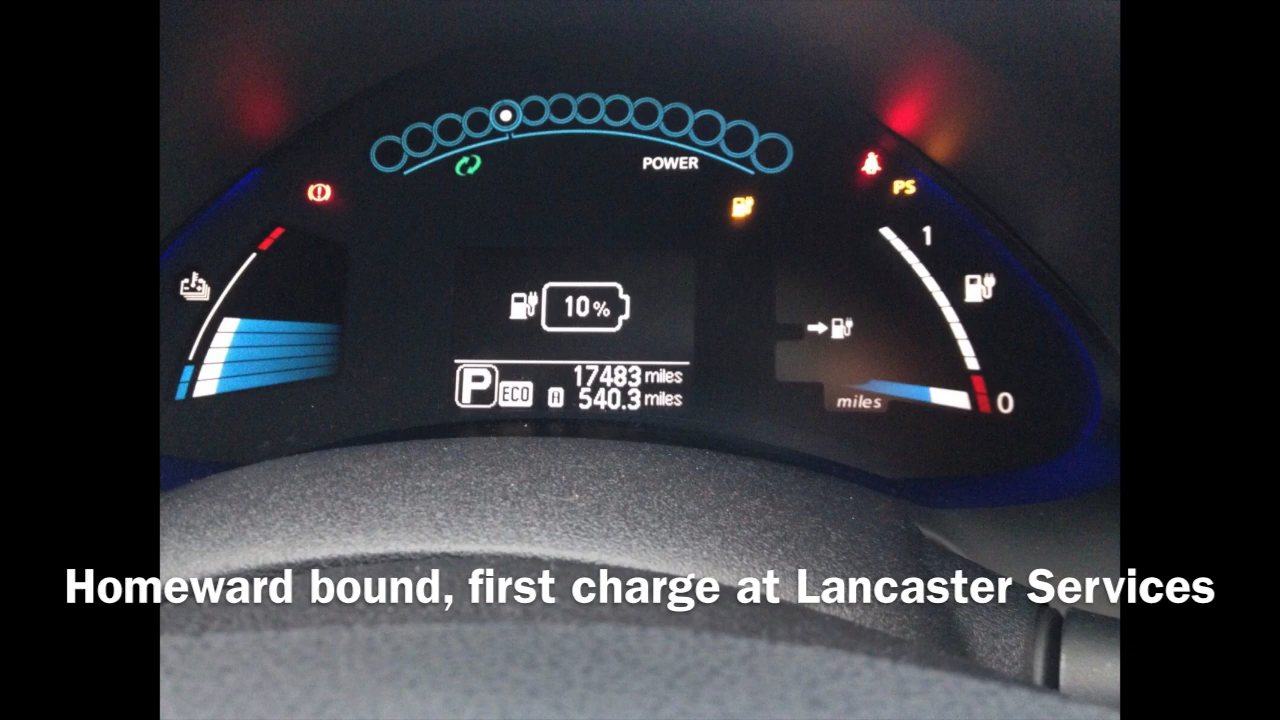 POWER
PS
1
10%
17483 miles
P ECO A 540.3 miles
miles
0
Homeward bound, first charge at Lancaster Services